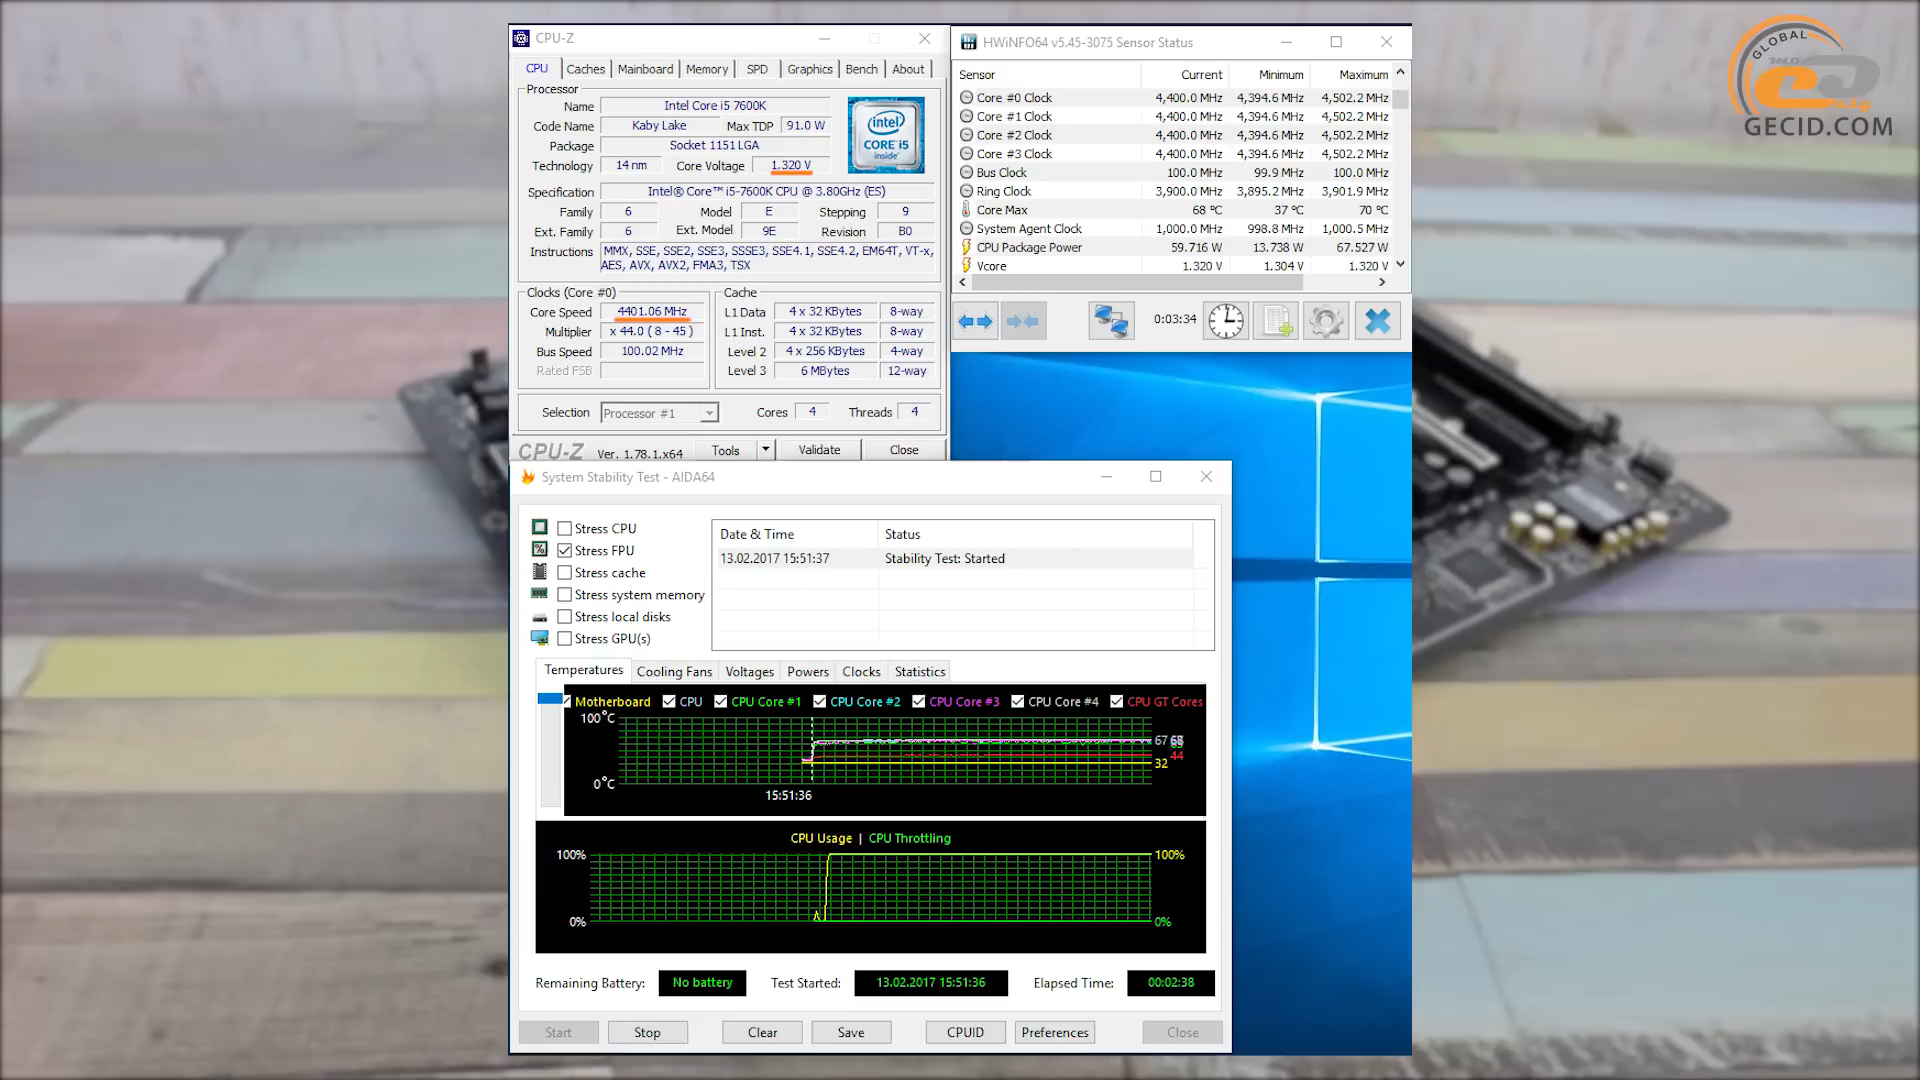 CPU-Z
CPU Caches Mainboard Memory SPD Graphics Bench About
Processor
Name Intel Core i5 7600K
Code Name Kaby Lake Max TDP 91.0 W
Package Socket 1151 LGA
Technology 14 nm Core Voltage 1.320 V
intel CORE i5 inside™
Specification Intel® Core™ i5-7600K CPU @ 3.80GHz (ES)
Family 6 Model E Stepping 9
Ext. Family 6 Ext. Model 9E Revision B0
Instructions MMX, SSE, SSE2, SSE3, SSSE3, SSE4.1, SSE4.2, EM64T, VT-x,
AES, AVX, AVX2, FMA3, TSX
Clocks (Core #0)
Core Speed 4401.06 MHz
Multiplier x 44.0 ( 8 - 45 )
Bus Speed 100.02 MHz
Rated FSB
Cache
L1 Data 4 x 32 KBytes 8-way
L1 Inst. 4 x 32 KBytes 8-way
Level 2 4 x 256 KBytes 4-way
Level 3 6 MBytes 12-way
Selection Processor #1 Cores 4 Threads 4
CPU-Z Ver. 1.78.1.x64 Tools Validate Close
HWiNFO64 v5.45-3075 Sensor Status
Sensor Current Minimum Maximum
Core #0 Clock 4,400.0 MHz 4,394.6 MHz 4,502.2 MHz
Core #1 Clock 4,400.0 MHz 4,394.6 MHz 4,502.2 MHz
Core #2 Clock 4,400.0 MHz 4,394.6 MHz 4,502.2 MHz
Core #3 Clock 4,400.0 MHz 4,394.6 MHz 4,502.2 MHz
Bus Clock 100.0 MHz 99.9 MHz 100.0 MHz
Ring Clock 3,900.0 MHz 3,895.2 MHz 3,901.9 MHz
Core Max 68 °C 37 °C 70 °C
System Agent Clock 1,000.0 MHz 998.8 MHz 1,000.5 MHz
CPU Package Power 59.716 W 13.738 W 67.527 W
Vcore 1.320 V 1.304 V 1.320 V
0:03:34
GLOBAL
GECID.COM
System Stability Test - AIDA64
Stress CPU
Stress FPU
Stress cache
Stress system memory
Stress local disks
Stress GPU(s)
Date & Time Status
13.02.2017 15:51:37 Stability Test: Started
Temperatures Cooling Fans Voltages Powers Clocks Statistics
Motherboard CPU CPU Core #1 CPU Core #2 CPU Core #3 CPU Core #4 CPU GT Cores
100°C
67
44
32
0°C
15:51:36
CPU Usage | CPU Throttling
100% 100%
0% 0%
Remaining Battery: No battery Test Started: 13.02.2017 15:51:36 Elapsed Time: 00:02:38
Start Stop Clear Save CPUID Preferences Close